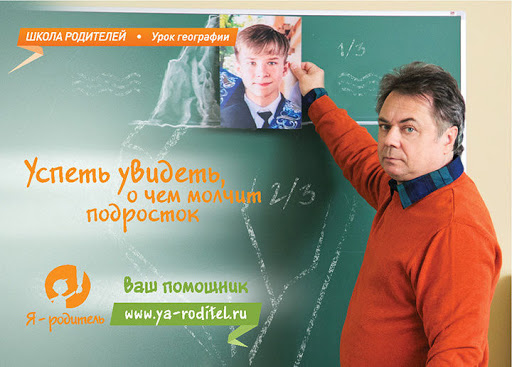 ШКОЛА РОДИТЕЛЕЙ • Урок географии
1/3
Успеть увидеть,
о чем молчит
подросток
1/2/3
Ваш помощник
Я - родитель
www.ya-roditel.ru